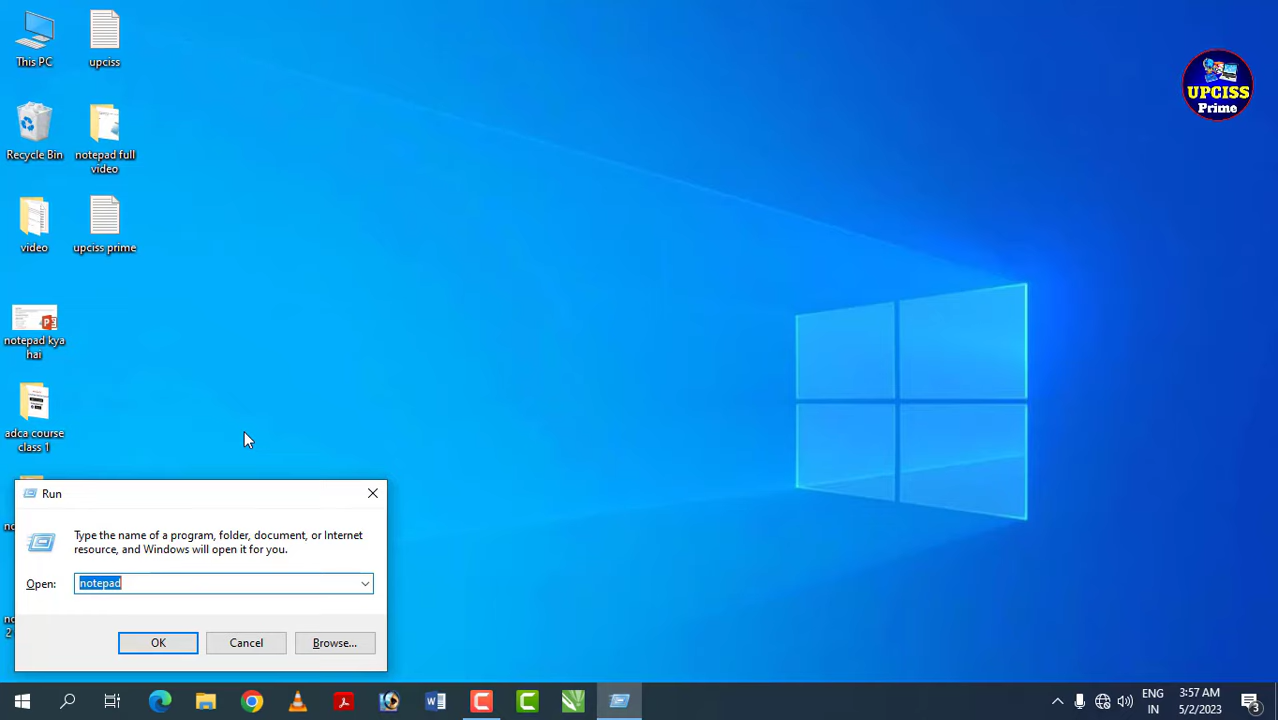 This PC
upciss
Recycle Bin
notepad full
video
video
upciss prime
notepad kya
hai
adca course
class 1
UPCISS
Prime
Run
Type the name of a program, folder, document, or Internet
resource, and Windows will open it for you.
Open:
notepad
OK
Cancel
Browse...
ENG
IN
3:57 AM
5/2/2023
3